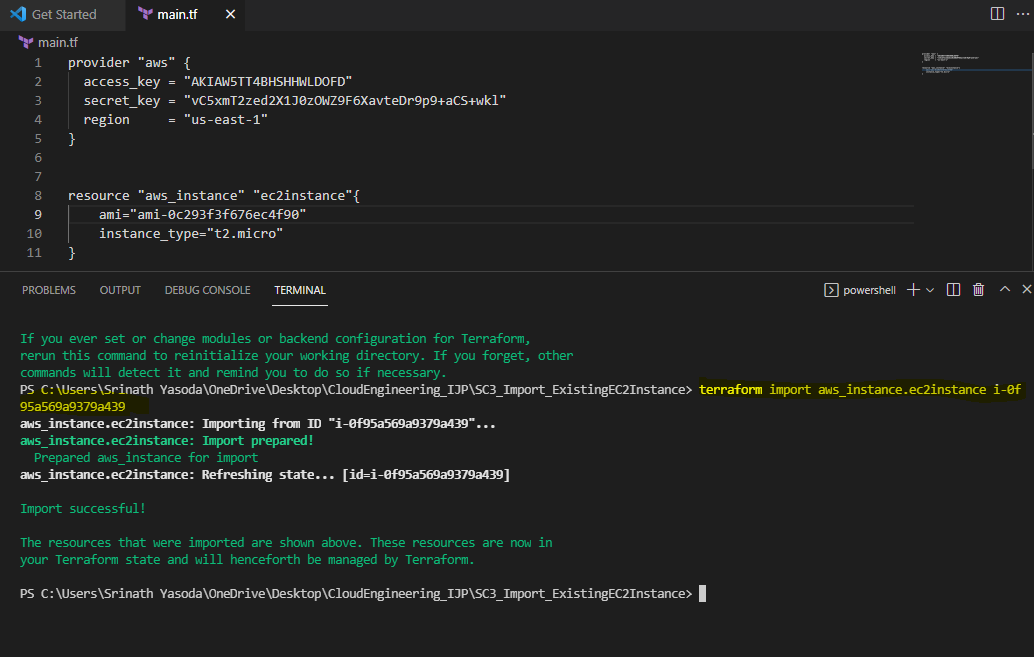 Get Started
main.tf
main.tf
1 provider "aws" {
2 access_key = "AKIAW5TT4BHSHHWLDOFD"
3 secret_key = "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"
4 region = "us-east-1"
5 }
6
7
8 resource "aws_instance" "ec2instance"{
9 ami="ami-0c293f3f676ec4f90"
10 instance_type="t2.micro"
11 }
PROBLEMS OUTPUT DEBUG CONSOLE TERMINAL powershell
If you ever set or change modules or backend configuration for Terraform,
rerun this command to reinitialize your working directory. If you forget, other
commands will detect it and remind you to do so if necessary.
PS C:\Users\Srinath Yasoda\OneDrive\Desktop\CloudEngineering_IJP\SC3_Import_ExistingEC2Instance> terraform import aws_instance.ec2instance i-0f
95a569a9379a439
aws_instance.ec2instance: Importing from ID "i-0f95a569a9379a439"...
aws_instance.ec2instance: Import prepared!
Prepared aws_instance for import
aws_instance.ec2instance: Refreshing state... [id=i-0f95a569a9379a439]
Import successful!
The resources that were imported are shown above. These resources are now in
your Terraform state and will henceforth be managed by Terraform.
PS C:\Users\Srinath Yasoda\OneDrive\Desktop\CloudEngineering_IJP\SC3_Import_ExistingEC2Instance>